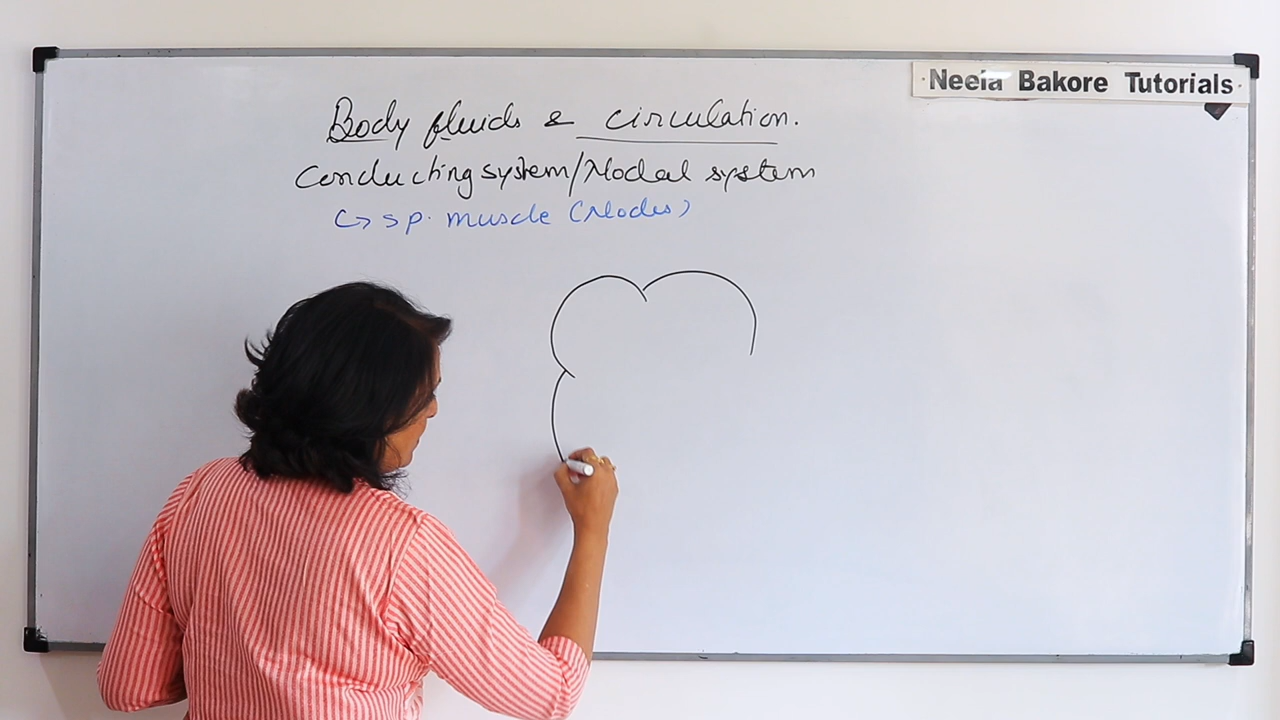 Neela Bakore Tutorials
Body fluids & circulation.
Conducting system/Nodal system
↳ sp. muscle (Nodes)